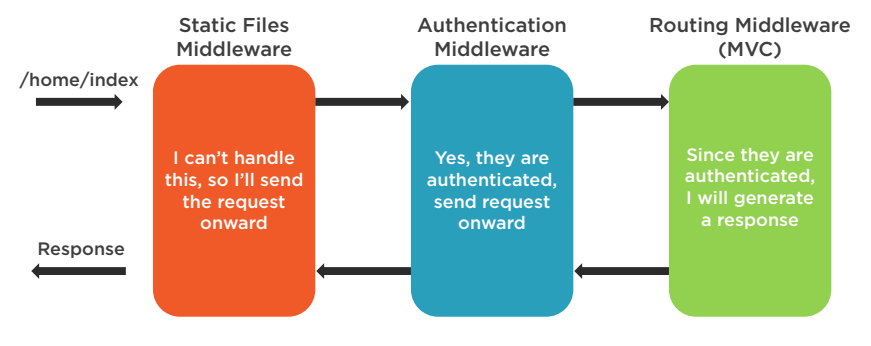 Static Files
Middleware
Authentication
Middleware
Routing Middleware
(MVC)
/home/index
I can't handle
this, so I'll send
the request
onward
Yes, they are
authenticated,
send request
onward
Since they are
authenticated,
I will generate
a response
Response